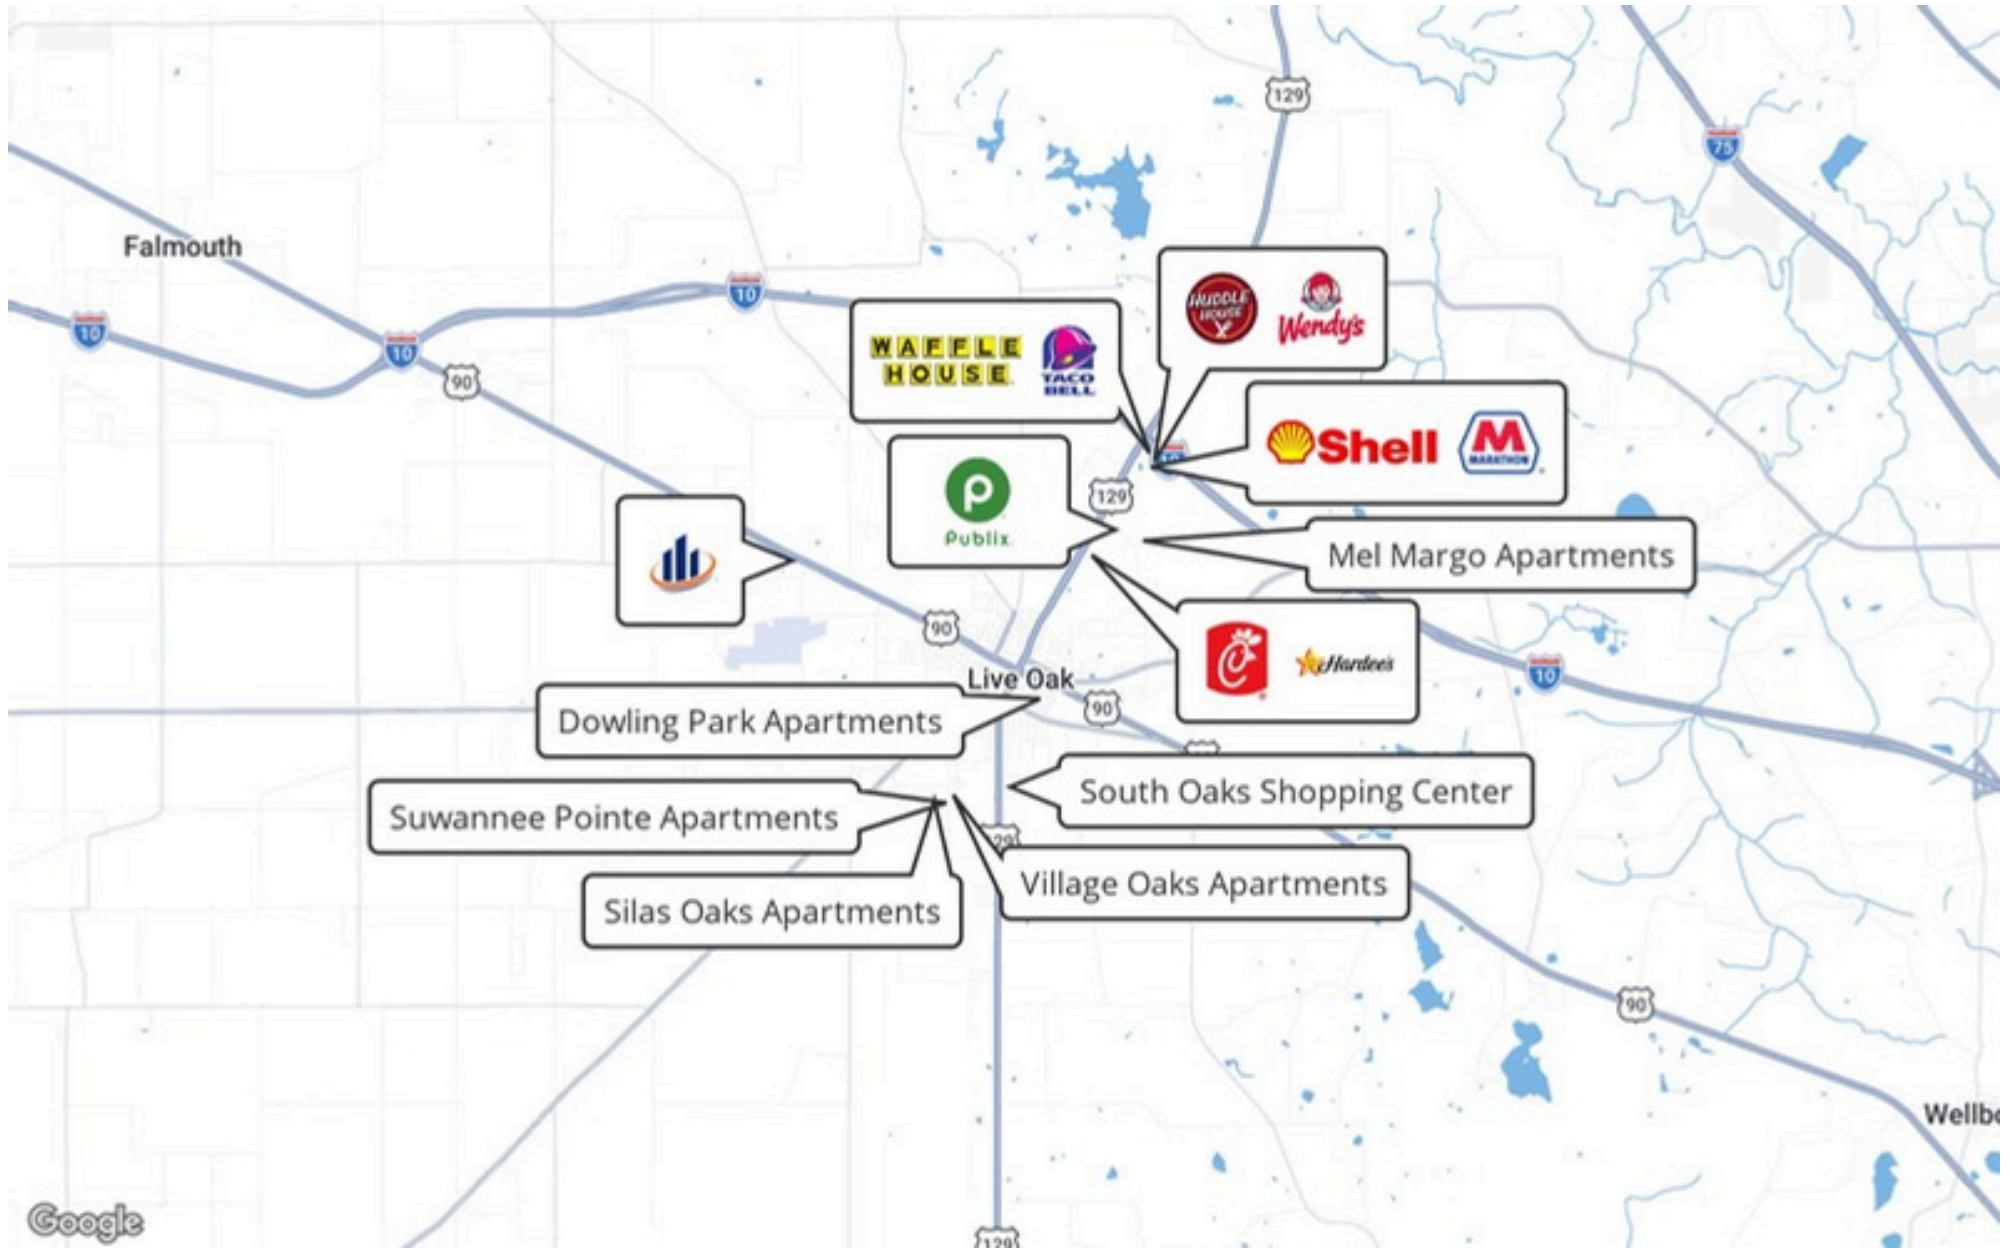 129
75
Falmouth
10
10
HUDDLE
HOUSE
Wendy's
WAFFLE
HOUSE
TACO
BELL
10
90
Shell
MARATHON
129
Publix
Mel Margo Apartments
90
Hardee's
10
Live Oak
90
Dowling Park Apartments
South Oaks Shopping Center
Suwannee Pointe Apartments
Village Oaks Apartments
Silas Oaks Apartments
90
Wellbo
Google
129